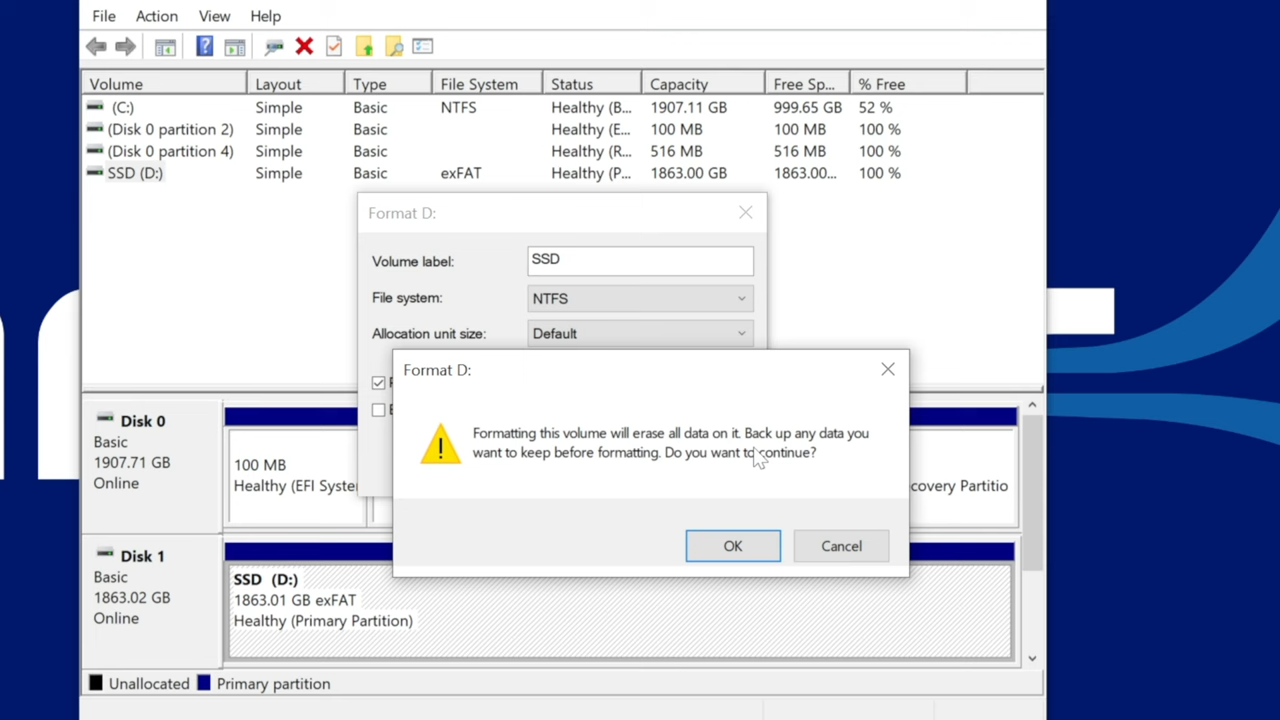 File Action View Help
Volume Layout Type File System Status Capacity Free Sp... % Free
(C:) Simple Basic NTFS Healthy (B... 1907.11 GB 999.65 GB 52 %
(Disk 0 partition 2) Simple Basic Healthy (E... 100 MB 100 MB 100 %
(Disk 0 partition 4) Simple Basic Healthy (R... 516 MB 516 MB 100 %
SSD (D:) Simple Basic exFAT Healthy (P... 1863.00 GB 1863.00... 100 %
Format D:
Volume label: SSD
File system: NTFS
Allocation unit size: Default
Format D:
Formatting this volume will erase all data on it. Back up any data you
want to keep before formatting. Do you want to continue?
OK Cancel
Disk 0
Basic
1907.71 GB
Online
100 MB
Healthy (EFI Syste
covery Partitio
Disk 1
Basic
1863.02 GB
Online
SSD (D:)
1863.01 GB exFAT
Healthy (Primary Partition)
Unallocated Primary partition